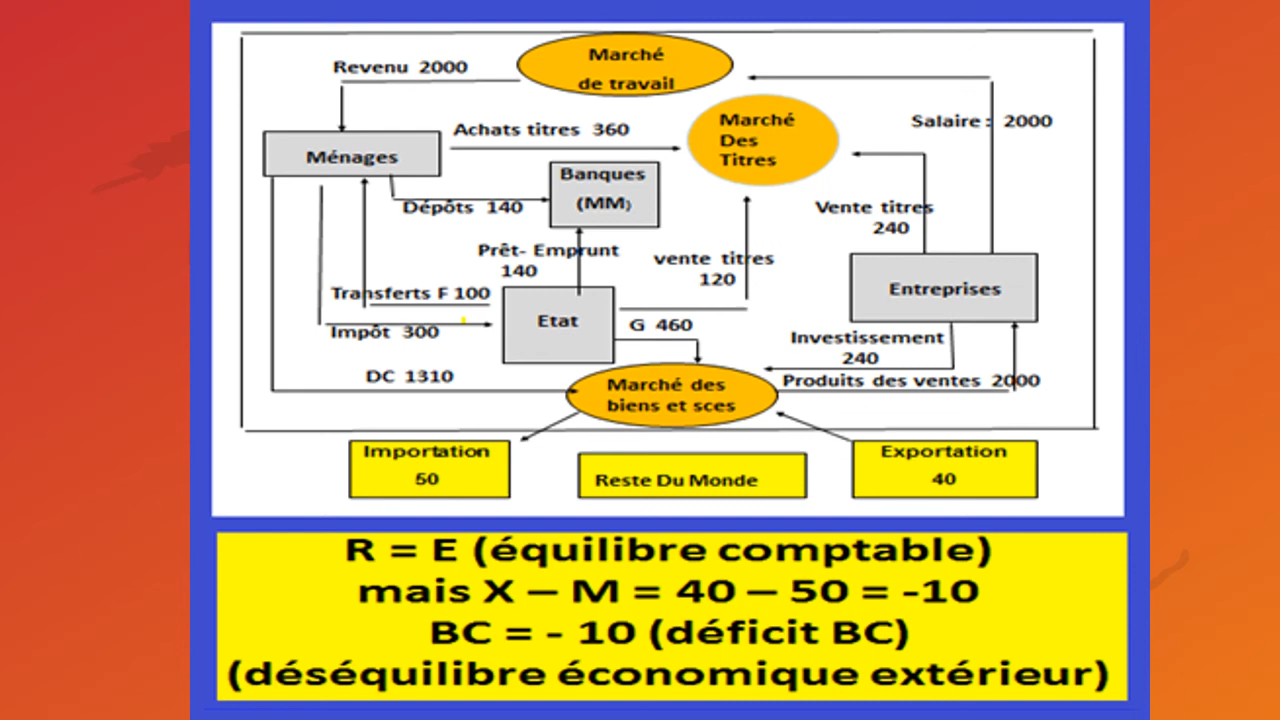 Marché
de travail
Revenu 2000
Marché
Des
Titres
Salaire : 2000
Achats titres 360
Ménages
Banques
(MM)
Dépôts 140
Vente titres
240
Prêt- Emprunt
140
vente titres
120
Transferts F 100
Entreprises
Etat
G 460
Impôt 300
Investissement
240
DC 1310
Produits des ventes 2000
Marché des
biens et sces
Importation
50
Reste Du Monde
Exportation
40
R = E (équilibre comptable)
mais X – M = 40 – 50 = -10
BC = - 10 (déficit BC)
(déséquilibre économique extérieur)